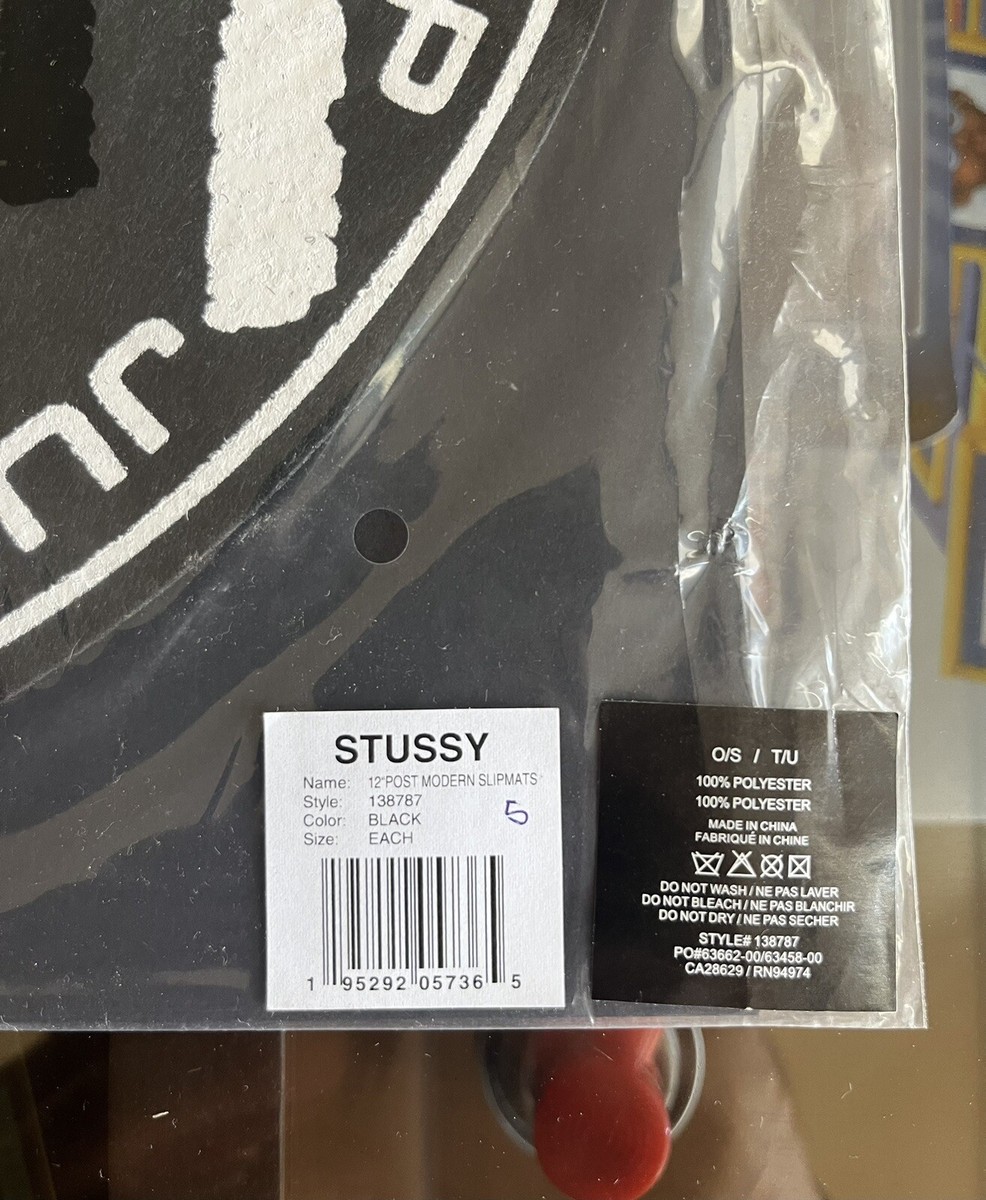 STUSSY
Name: 12"POST MODERN SLIPMATS
Style: 138787
Color: BLACK
Size: EACH
5
1 95292 05736 5
O/S / T/U
100% POLYESTER
100% POLYESTER
MADE IN CHINA
FABRIQUÉ IN CHINE
DO NOT WASH / NE PAS LAVER
DO NOT BLEACH / NE PAS BLANCHIR
DO NOT DRY / NE PAS SECHER
STYLE# 138787
PO#63662-00/63458-00
CA28629 / RN94974